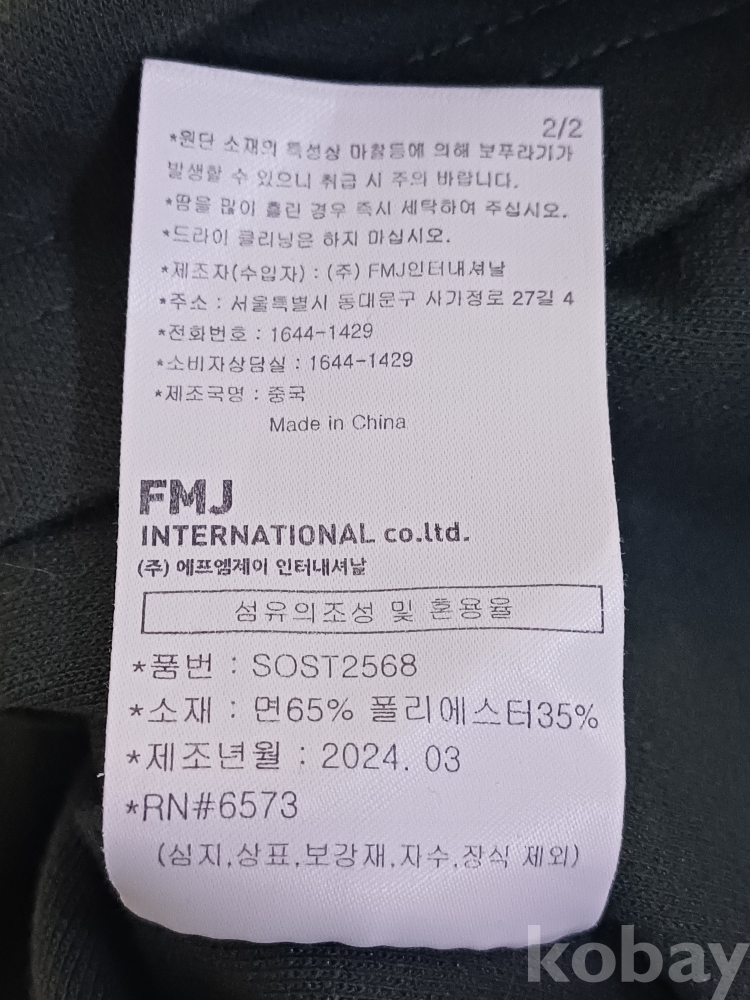 2/2
*원단 소재의 특성상 마찰등에 의해 보푸라기가
발생할 수 있으니 취급 시 주의 바랍니다.
*땀을 많이 흘린 경우 즉시 세탁하여 주십시오.
*드라이 클리닝은 하지 마십시오.
*제조자(수입자) : (주) FMJ인터내셔날
*주소 : 서울특별시 동대문구 사가정로 27길 4
*전화번호 : 1644-1429
*소비자상담실 : 1644-1429
*제조국명 : 중국
Made in China
FMJ
INTERNATIONAL co.ltd.
(주) 에프엠제이 인터내셔날
섬유의조성 및 혼용율
*품번 : SOST2568
*소재 : 면65% 폴리에스터35%
*제조년월 : 2024. 03
*RN#6573
(심지,상표,보강재,자수,장식 제외)
kobay